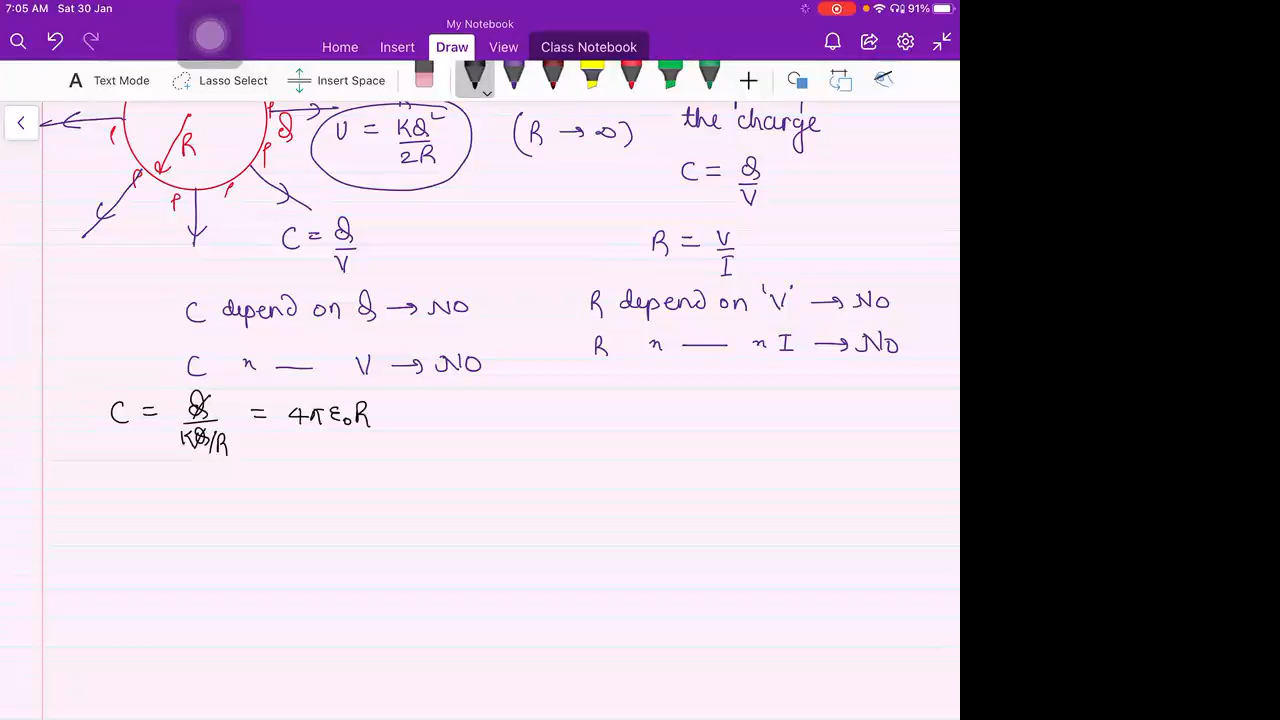 7:05 AM Sat 30 Jan 91%
My Notebook
Home Insert Draw View Class Notebook
A Text Mode Lasso Select Insert Space
R
Q
U = KQ² / 2R (R → ∞)
the 'charge'
C = Q / V
C = Q / V
R = V / I
C depend on Q → NO
R depend on 'V' → NO
C " — V → NO
R " — " I → NO
C = Q / KQ/R = 4πε₀R